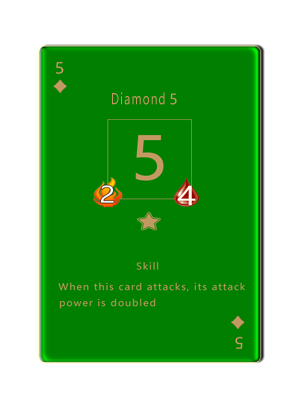 5
Diamond 5
5
2 4
Skill
When this card attacks, its attack
power is doubled
5